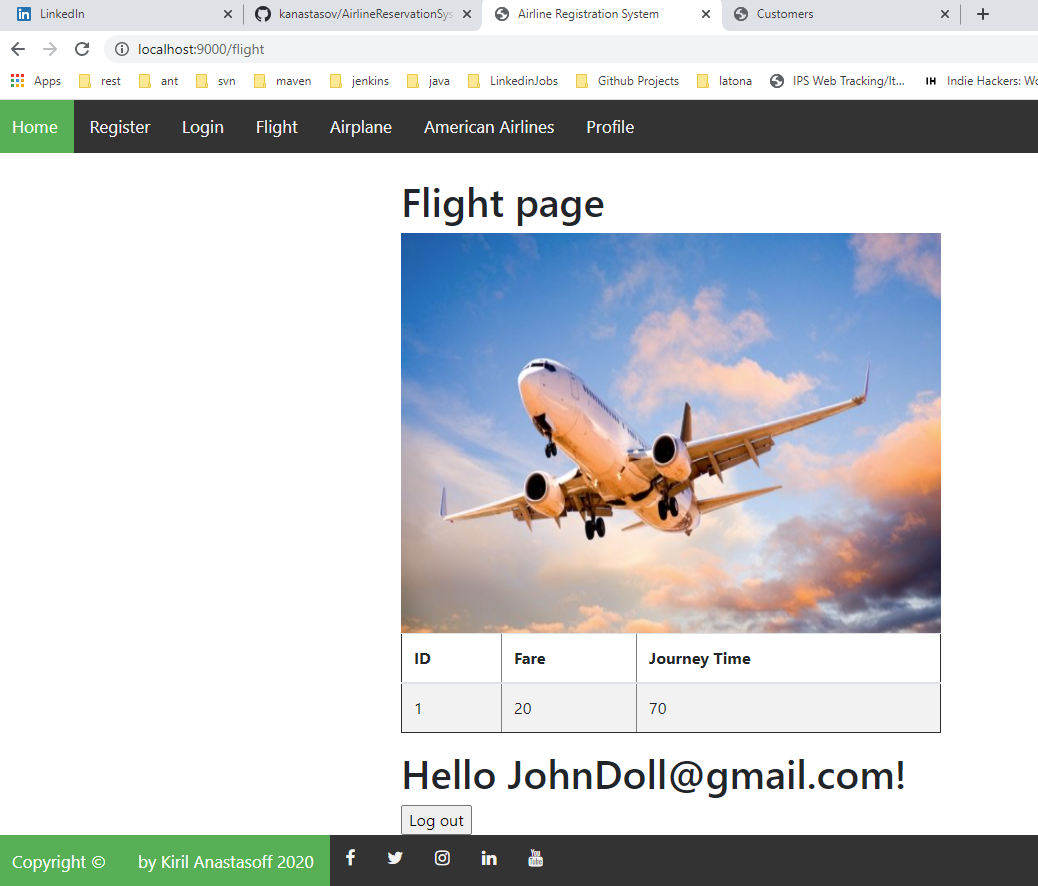 LinkedIn
kanastasov/AirlineReservationSys
Airline Registration System
Customers
localhost:9000/flight
Apps rest ant svn maven jenkins java LinkedinJobs Github Projects latona IPS Web Tracking/It... IH Indie Hackers: Wo
Home Register Login Flight Airplane American Airlines Profile
Flight page
ID Fare Journey Time
1 20 70
Hello JohnDoll@gmail.com!
Log out
Copyright © by Kiril Anastasoff 2020